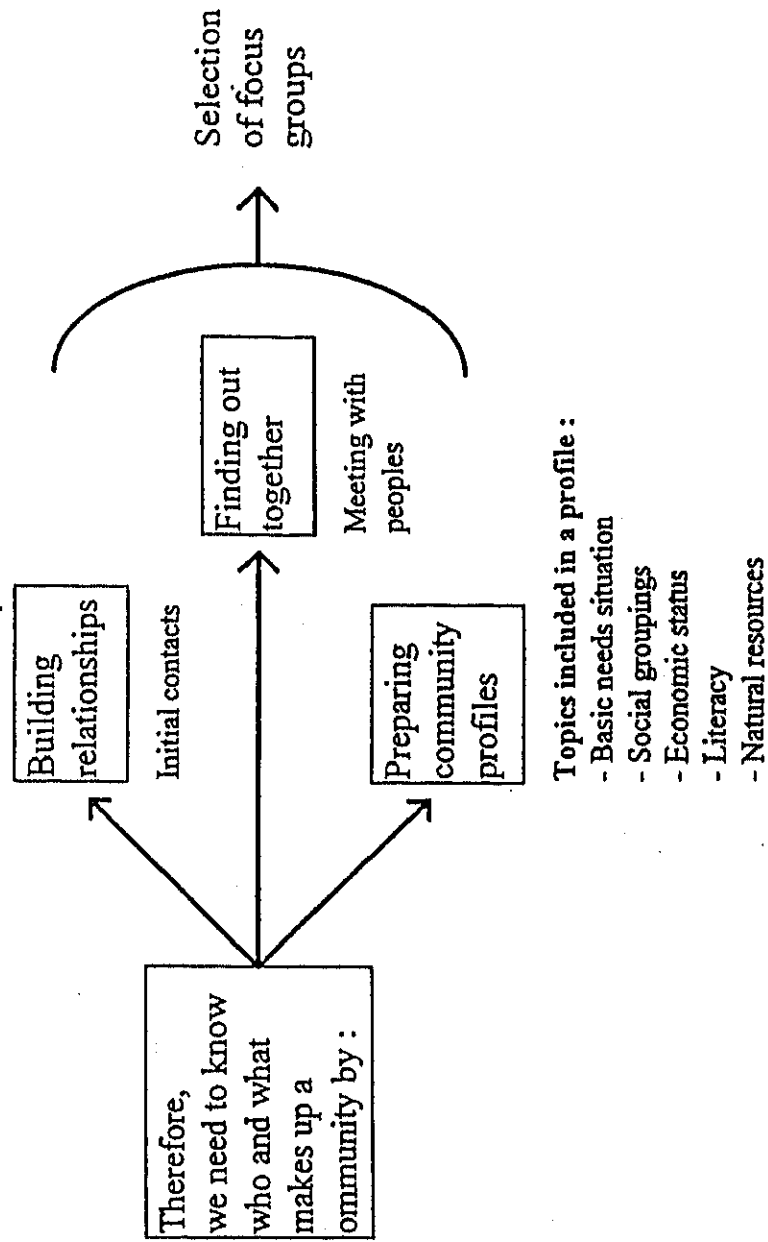 Therefore,
we need to know
who and what
makes up a
ommunity by :
Building
relationships
Initial contacts
Finding out
together
Meeting with
peoples
Preparing
community
profiles
Topics included in a profile :
- Basic needs situation
- Social groupings
- Economic status
- Literacy
- Natural resources
Selection
of focus
groups